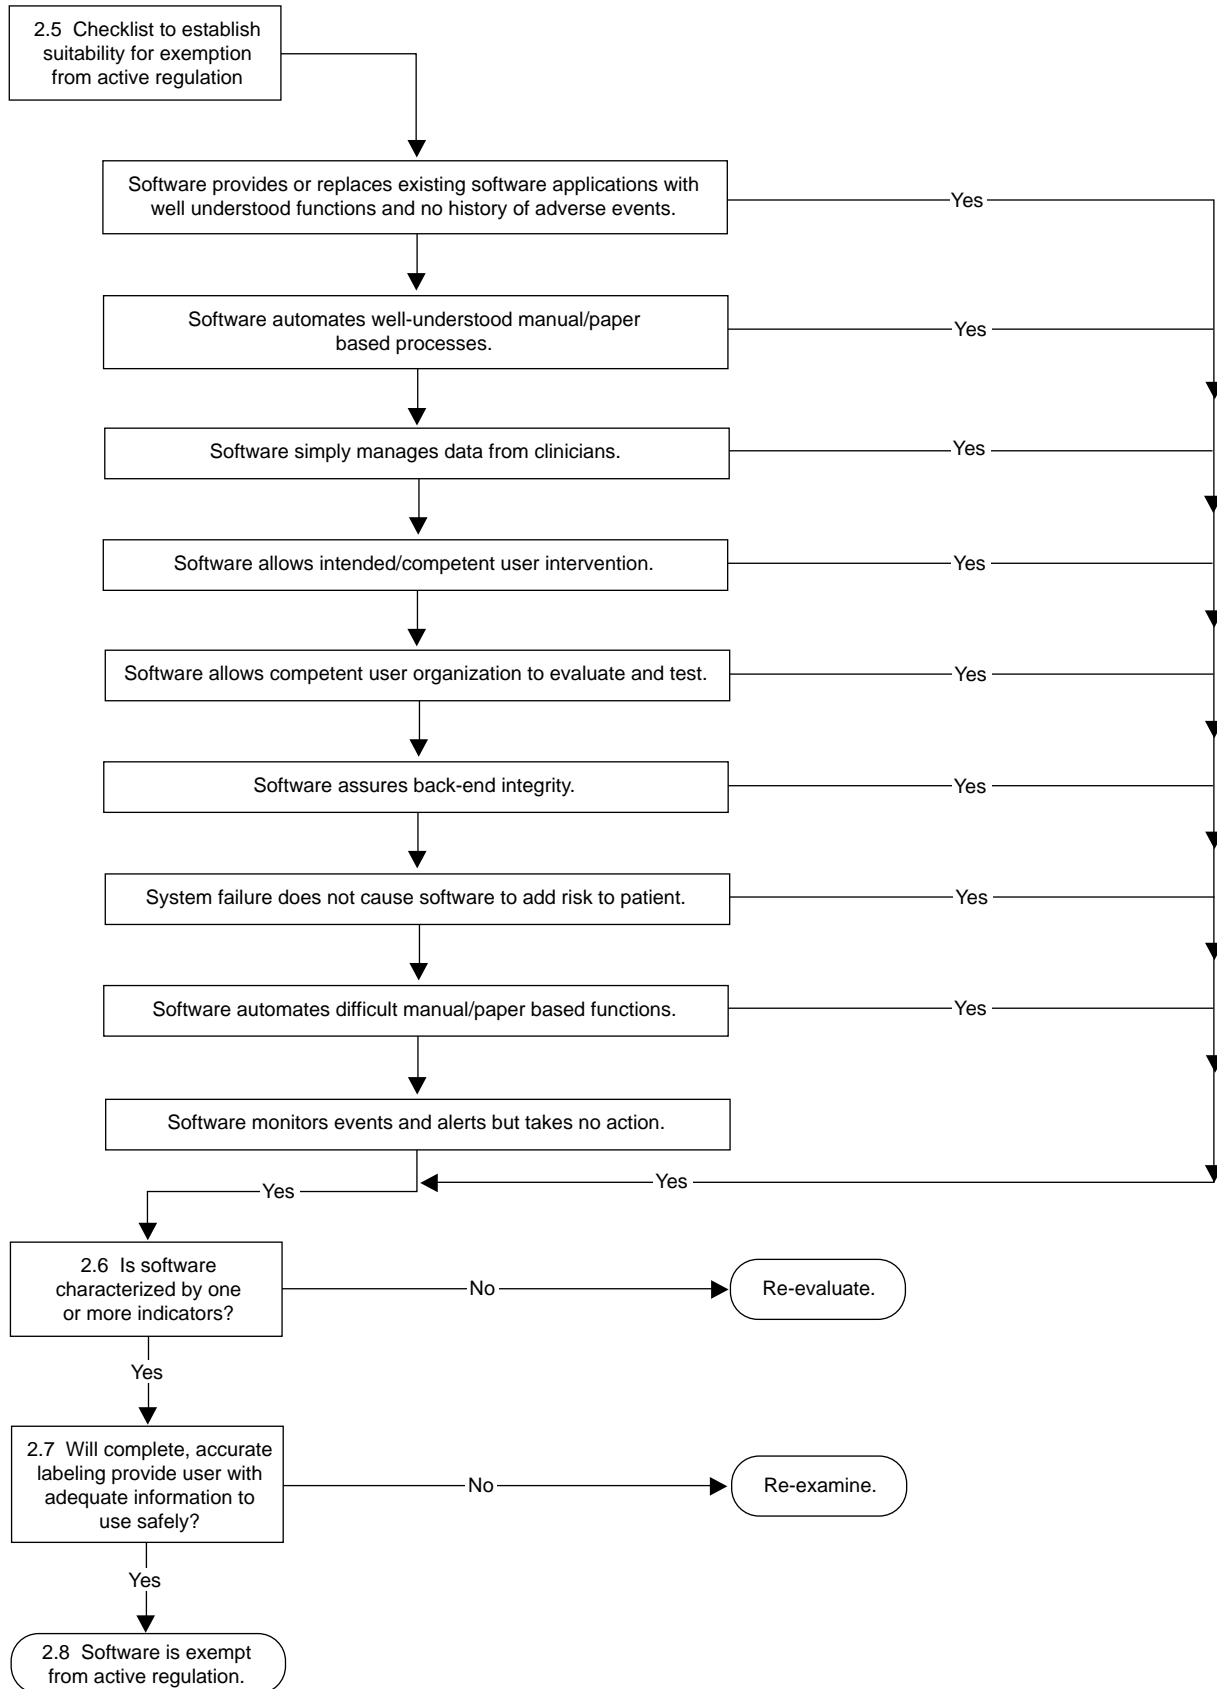 2.5 Checklist to establish
suitability for exemption
from active regulation
Software provides or replaces existing software applications with
well understood functions and no history of adverse events.
Yes
Software automates well-understood manual/paper
based processes.
Yes
Software simply manages data from clinicians.
Yes
Software allows intended/competent user intervention.
Yes
Software allows competent user organization to evaluate and test.
Yes
Software assures back-end integrity.
Yes
System failure does not cause software to add risk to patient.
Yes
Software automates difficult manual/paper based functions.
Yes
Software monitors events and alerts but takes no action.
Yes
Yes
2.6 Is software
characterized by one
or more indicators?
No
Re-evaluate.
Yes
2.7 Will complete, accurate
labeling provide user with
adequate information to
use safely?
No
Re-examine.
Yes
2.8 Software is exempt
from active regulation.